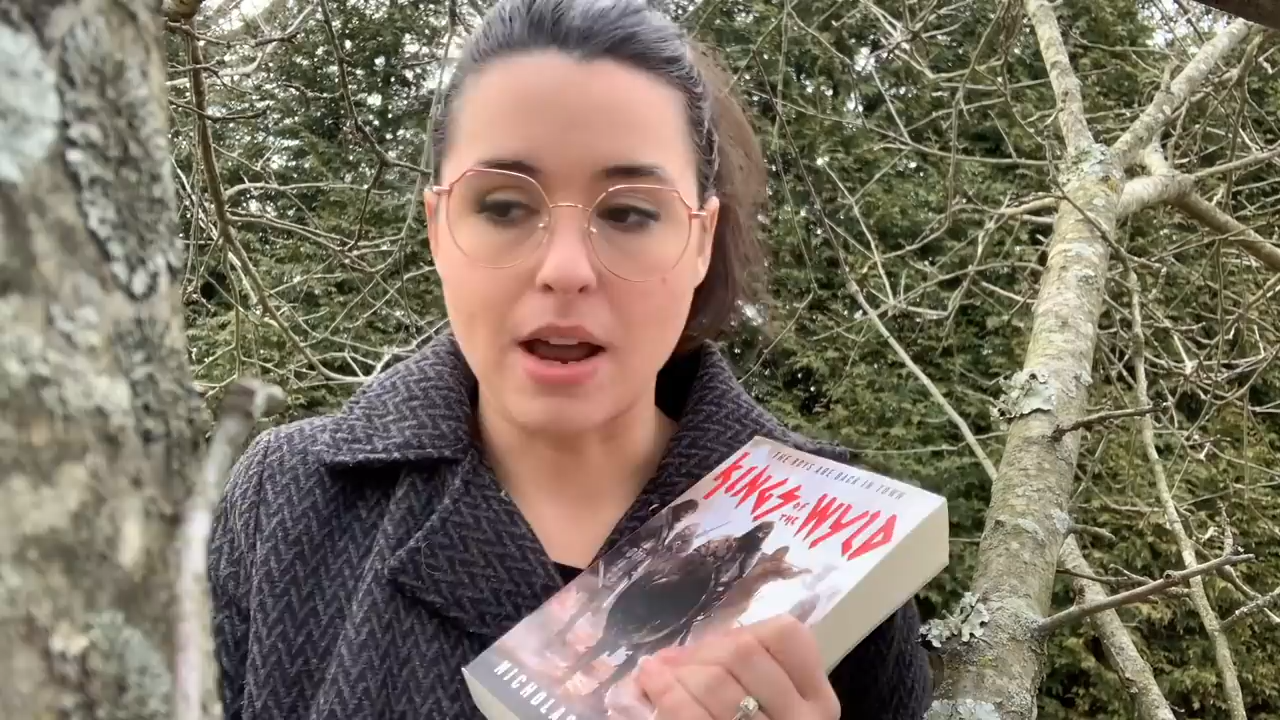 THE BOYS ARE BACK IN TOWN
KINGS
OF
THE
WYLD
NICHOLAS